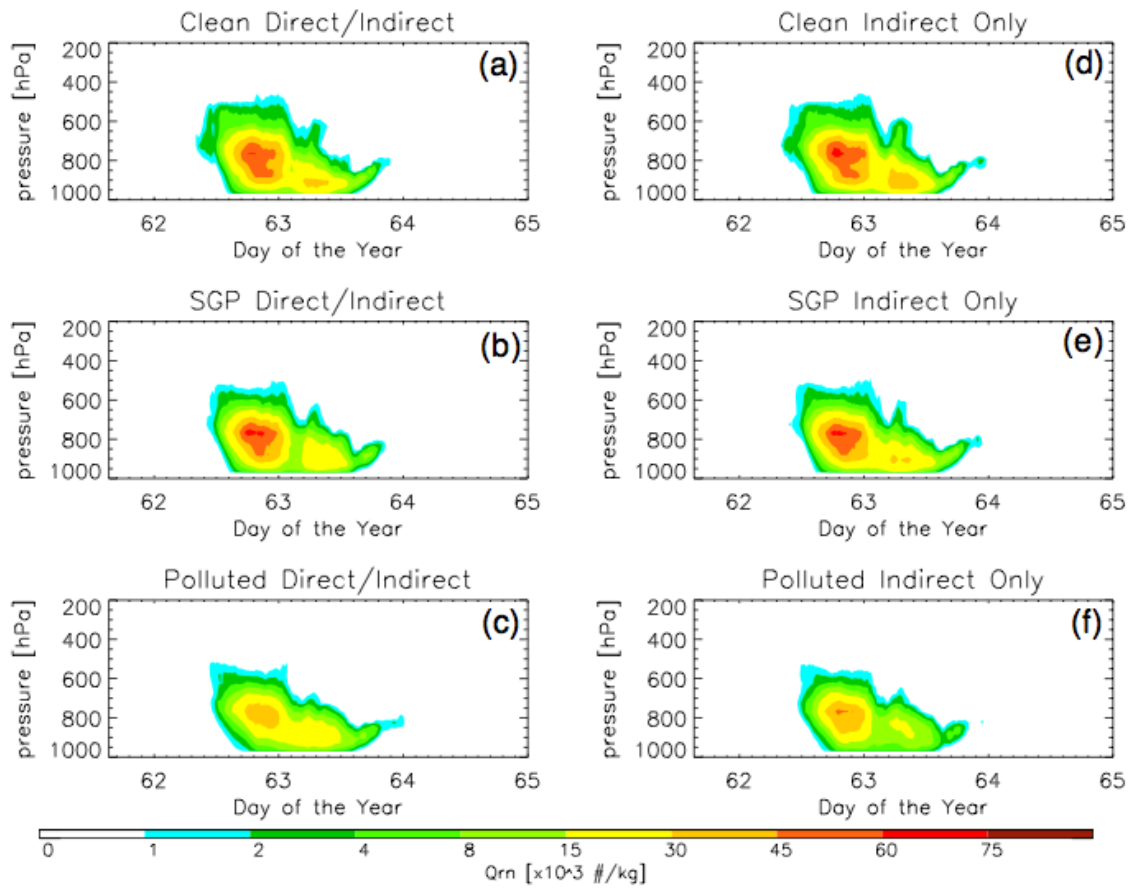 Clean Direct/Indirect
(a)
pressure [hPa]
200
400
600
800
1000
62 63 64 65
Day of the Year
Clean Indirect Only
(d)
pressure [hPa]
200
400
600
800
1000
62 63 64 65
Day of the Year
SGP Direct/Indirect
(b)
pressure [hPa]
200
400
600
800
1000
62 63 64 65
Day of the Year
SGP Indirect Only
(e)
pressure [hPa]
200
400
600
800
1000
62 63 64 65
Day of the Year
Polluted Direct/Indirect
(c)
pressure [hPa]
200
400
600
800
1000
62 63 64 65
Day of the Year
Polluted Indirect Only
(f)
pressure [hPa]
200
400
600
800
1000
62 63 64 65
Day of the Year
0 1 2 4 8 15 30 45 60 75
Qrn [x10^3 #/kg]